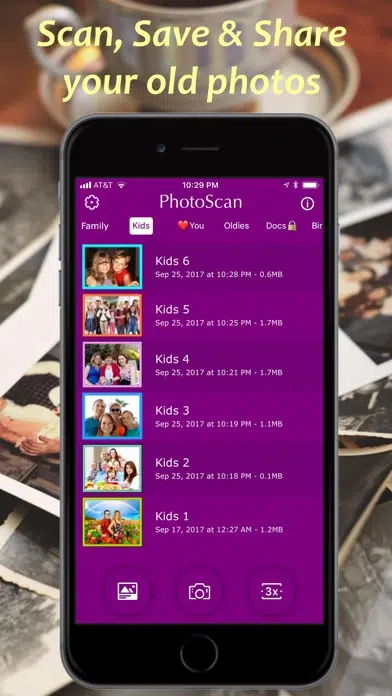 Scan, Save & Share
your old photos
AT&T 10:29 PM
PhotoScan
Family Kids ❤️You Oldies Docs🔒 Bir
Kids 6
Sep 25, 2017 at 10:28 PM - 0.6MB
Kids 5
Sep 25, 2017 at 10:25 PM - 1.7MB
Kids 4
Sep 25, 2017 at 10:21 PM - 1.7MB
Kids 3
Sep 25, 2017 at 10:19 PM - 1.1MB
Kids 2
Sep 25, 2017 at 10:18 PM - 0.1MB
Kids 1
Sep 17, 2017 at 12:27 AM - 1.2MB
3x